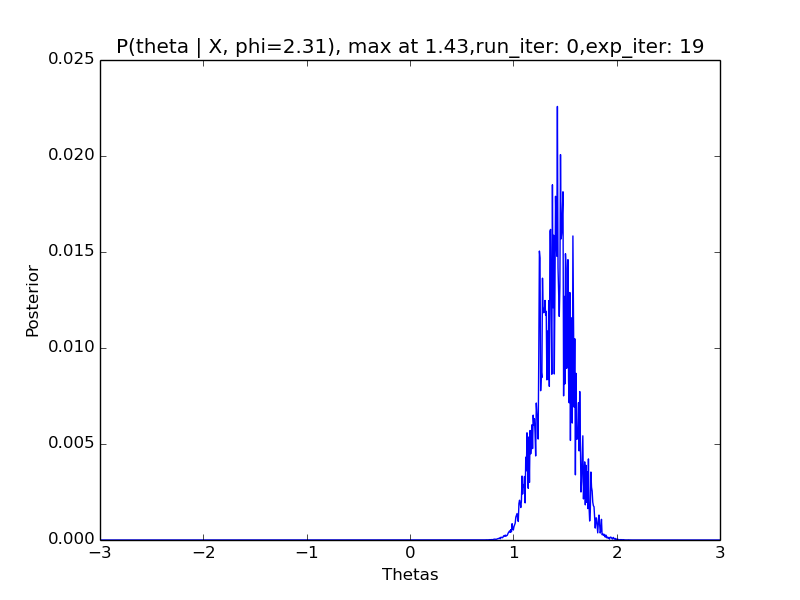 P(theta | X, phi=2.31), max at 1.43,run_iter: 0,exp_iter: 19
0.025
0.020
0.015
0.010
0.005
0.000
Posterior
−3 −2 −1 0 1 2 3
Thetas